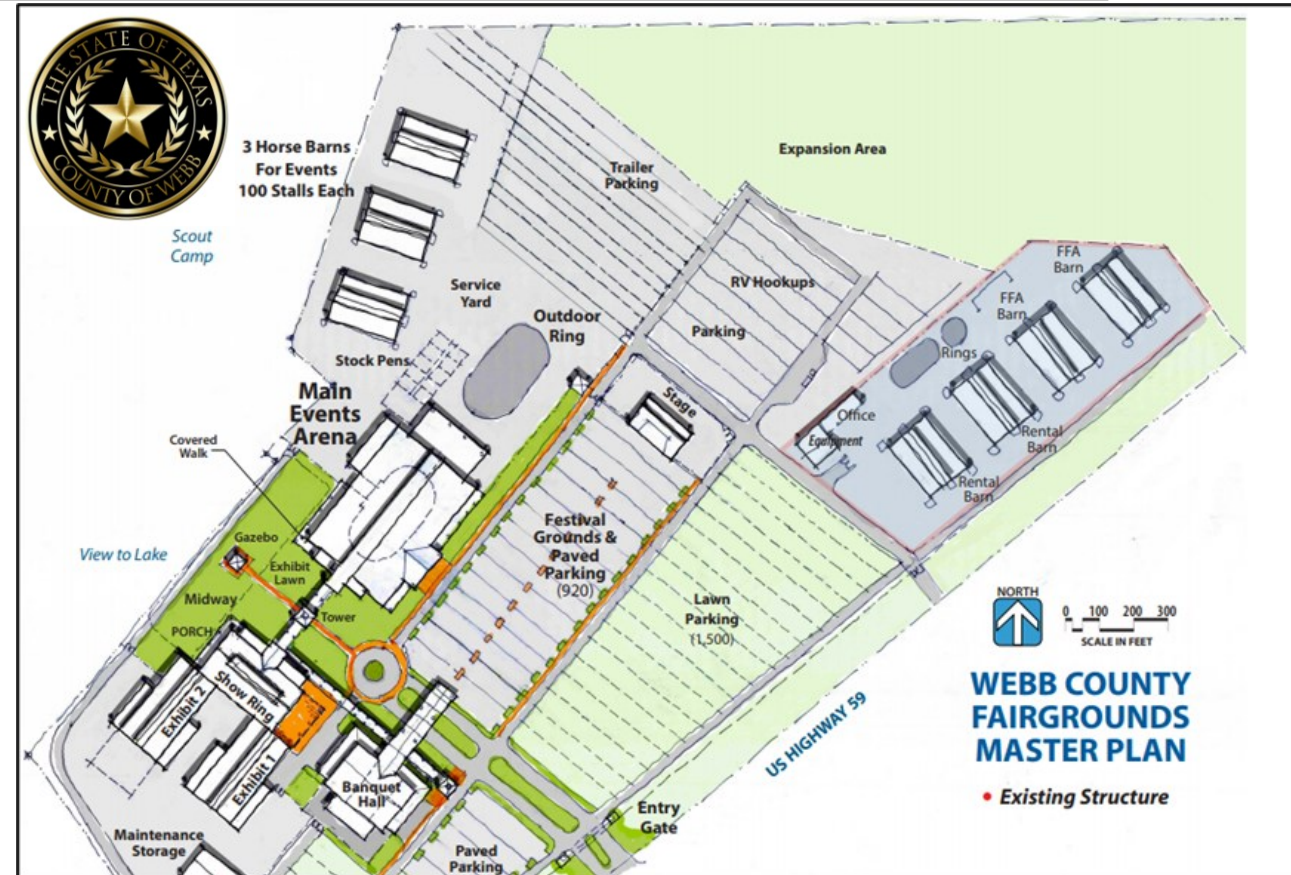 THE STATE OF TEXAS
COUNTY OF WEBB
3 Horse Barns
For Events
100 Stalls Each
Scout
Camp
Trailer
Parking
Expansion Area
Service
Yard
Outdoor
Ring
RV Hookups
Parking
FFA
Barn
FFA
Barn
Rings
Stock Pens
Main
Events
Arena
Stage
Office
Equipment
Rental
Barn
Rental
Barn
Covered
Walk
View to Lake
Gazebo
Exhibit
Lawn
Midway
Tower
PORCH
Festival
Grounds &
Paved
Parking
(920)
Lawn
Parking
(1,500)
Show Ring
Exhibit 2
Exhibit 1
Banquet
Hall
Maintenance
Storage
Paved
Parking
Entry
Gate
US HIGHWAY 59
NORTH
0 100 200 300
SCALE IN FEET
WEBB COUNTY
FAIRGROUNDS
MASTER PLAN
• Existing Structure